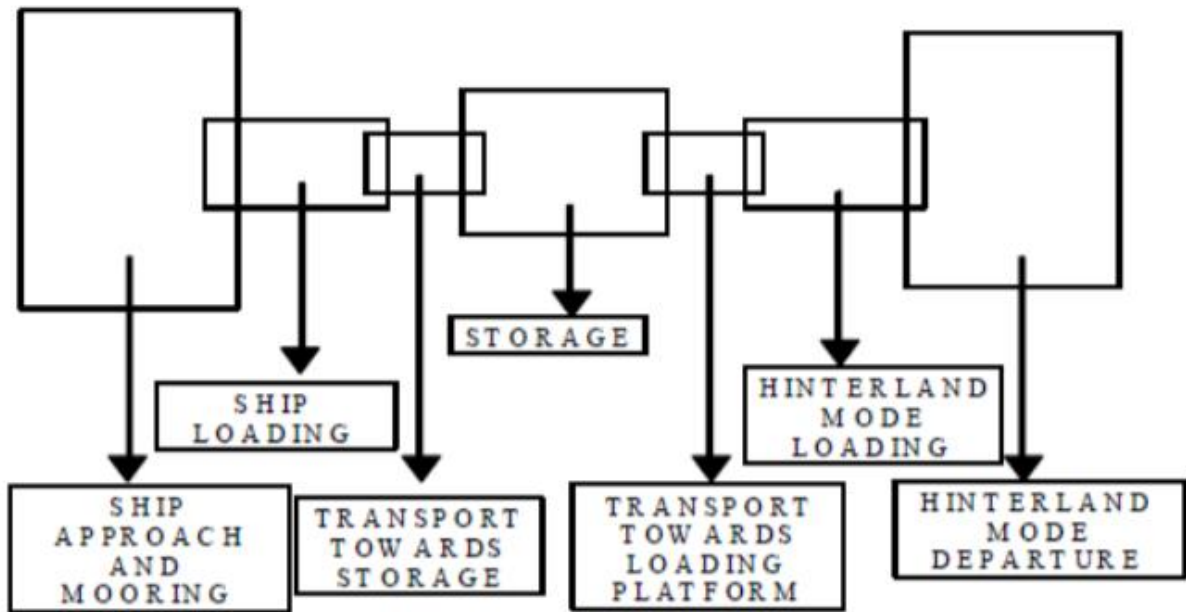 STORAGE
SHIP
LOADING
HINTERLAND
MODE
LOADING
SHIP
APPROACH
AND
MOORING
TRANSPORT
TOWARDS
STORAGE
TRANSPORT
TOWARDS
LOADING
PLATFORM
HINTERLAND
MODE
DEPARTURE